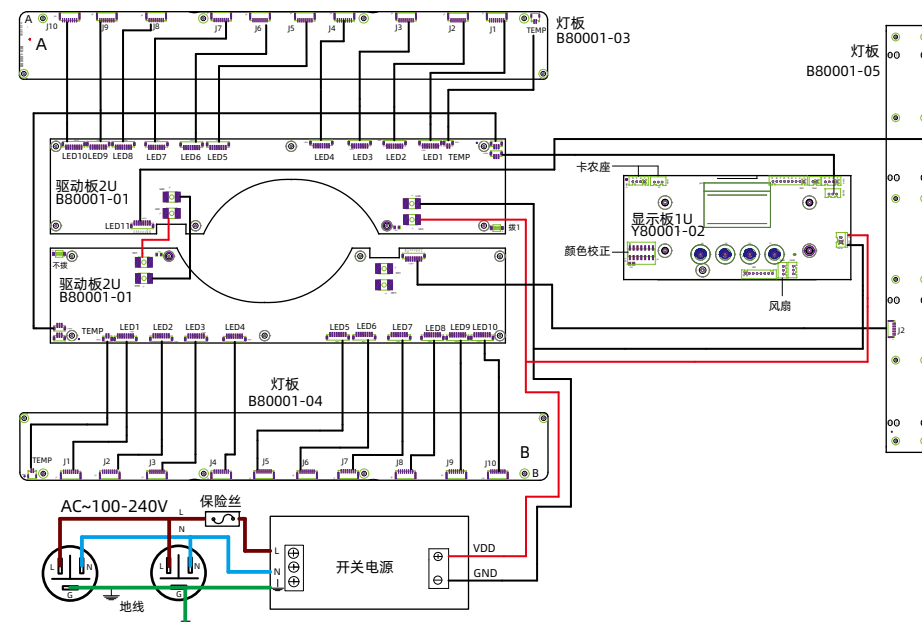 A
J10
J9
J8
J7
J6
J5
J4
J3
J2
J1
TEMP
A
灯板
B80001-03
灯板
B80001-05
LED10
LED9
LED8
LED7
LED6
LED5
LED4
LED3
LED2
LED1
TEMP
驱动板2U
B80001-01
LED11
拨1
卡农座
显示板1U
Y80001-02
颜色校正
风扇
不拨
驱动板2U
B80001-01
TEMP
LED1
LED2
LED3
LED4
LED5
LED6
LED7
LED8
LED9
LED10
J2
灯板
B80001-04
TEMP
J1
J2
J3
J4
J5
J6
J7
J8
J9
J10
B
B
AC~100-240V
L
保险丝
N
L
N
G
L
N
G
地线
L
N
开关电源
VDD
GND